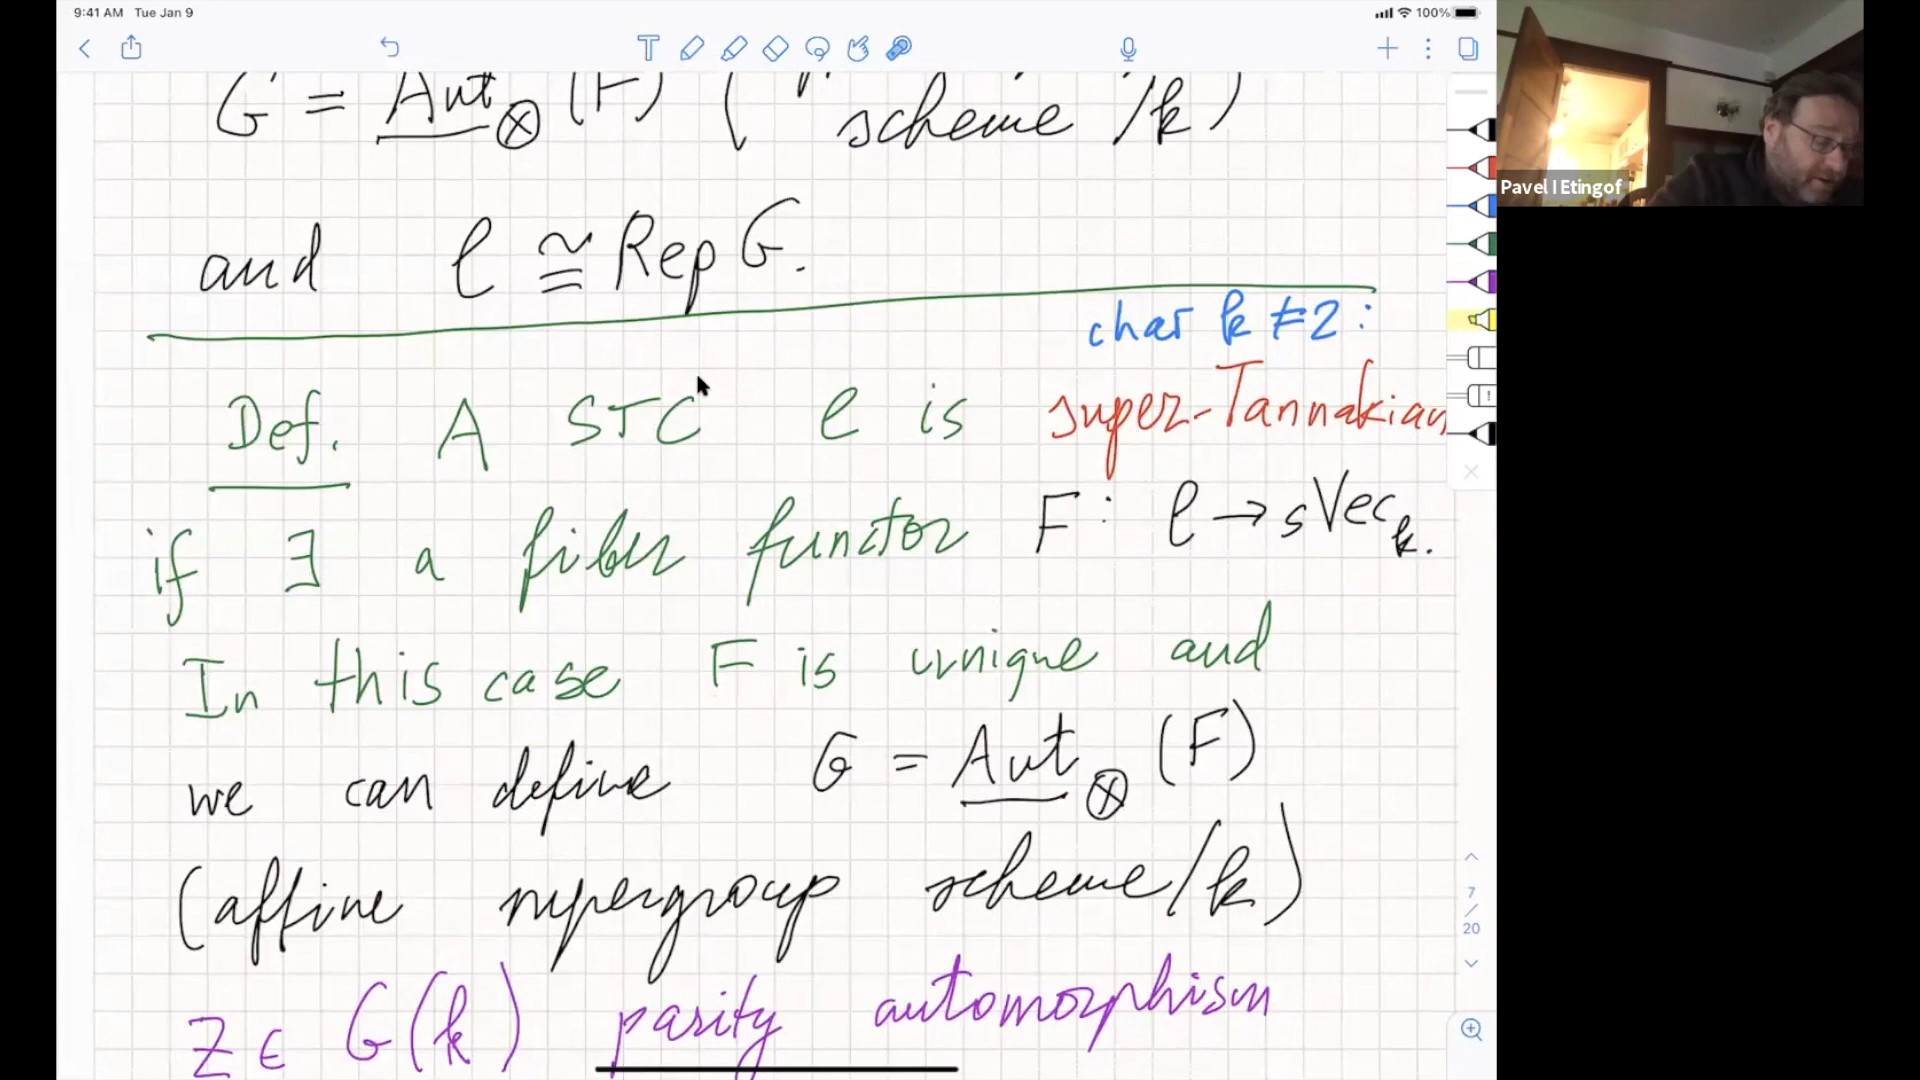 9:41 AM Tue Jan 9
100%
G = Aut⊗ (F) ( " scheme /k)
and C ≅ Rep G.
char k ≠ 2 :
Def. A STC C is super-Tannakian
if ∃ a fiber functor F : C → sVec_k.
In this case F is unique and
we can define G = Aut⊗ (F)
(affine supergroup scheme/k)
z ∈ G(k) parity automorphism
7 / 20
Pavel I Etingof